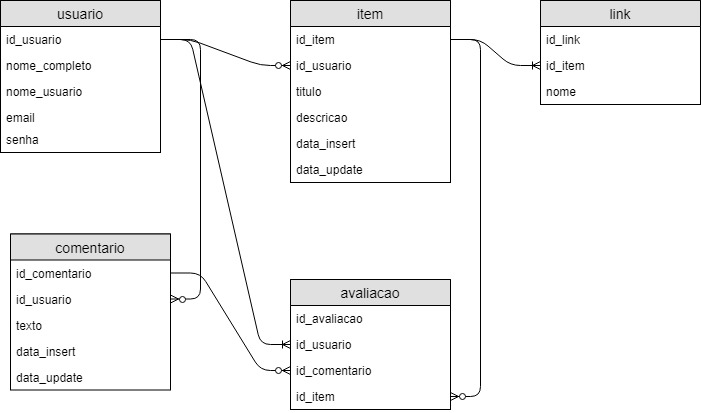 usuario
id_usuario
nome_completo
nome_usuario
email
senha
item
id_item
id_usuario
titulo
descricao
data_insert
data_update
link
id_link
id_item
nome
comentario
id_comentario
id_usuario
texto
data_insert
data_update
avaliacao
id_avaliacao
id_usuario
id_comentario
id_item